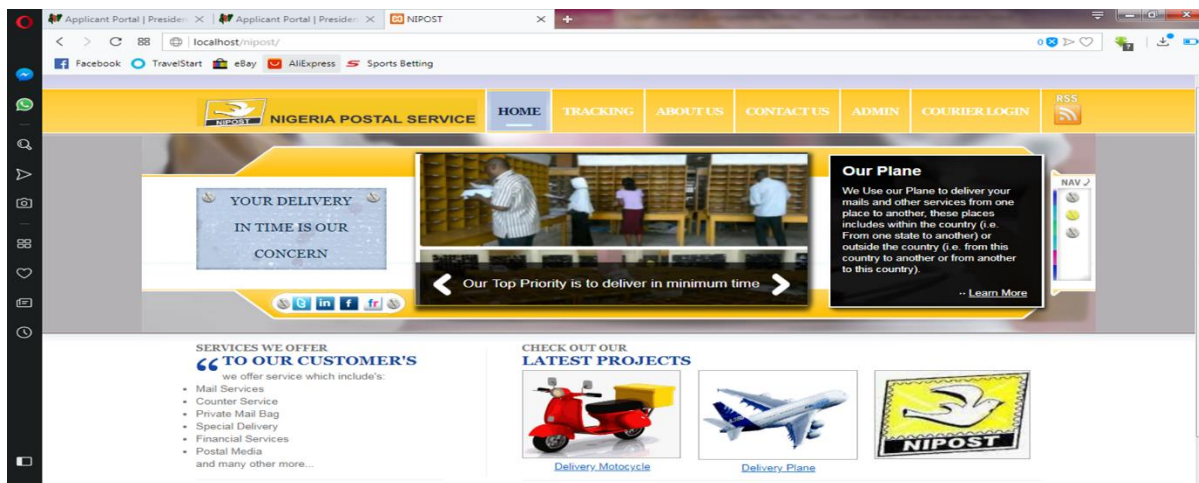 Applicant Portal | Presiden
Applicant Portal | Presiden
NIPOST
localhost/nipost/
0
Facebook
TravelStart
eBay
AliExpress
Sports Betting
NIPOST
NIGERIA POSTAL SERVICE
HOME
TRACKING
ABOUT US
CONTACT US
ADMIN
COURIER LOGIN
RSS
YOUR DELIVERY
IN TIME IS OUR
CONCERN
Our Top Priority is to deliver in minimum time
Our Plane
We Use our Plane to deliver your
mails and other services from one
place to another, these places
includes within the country (i.e.
From one state to another) or
outside the country (i.e. from this
country to another or from another
to this country).
·· Learn More
NAV
in
f
fr
SERVICES WE OFFER
“ TO OUR CUSTOMER'S
we offer service which include's:
• Mail Services
• Counter Service
• Private Mail Bag
• Special Delivery
• Financial Services
• Postal Media
and many other more...
CHECK OUT OUR
LATEST PROJECTS
Delivery Motocycle
Delivery Plane
NIPOST